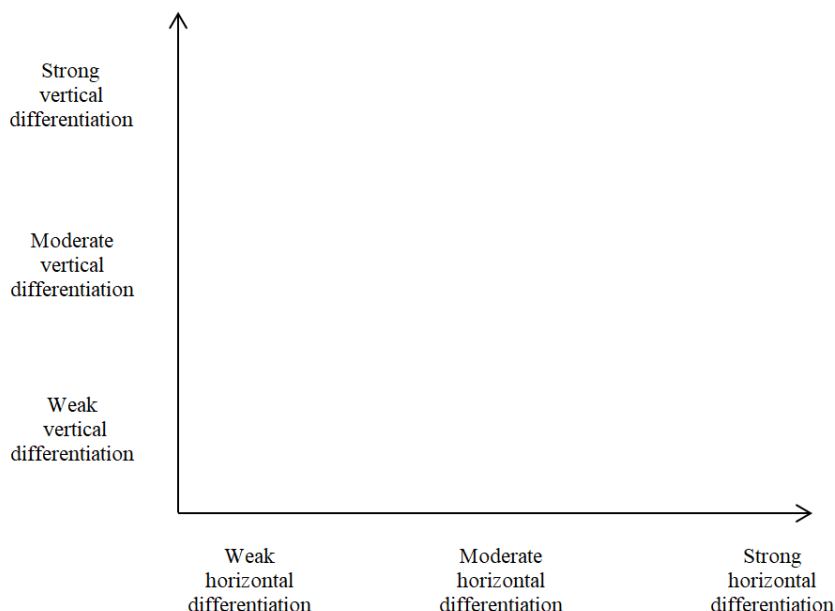 Strong
vertical
differentiation
Moderate
vertical
differentiation
Weak
vertical
differentiation
Weak
horizontal
differentiation
Moderate
horizontal
differentiation
Strong
horizontal
differentiation